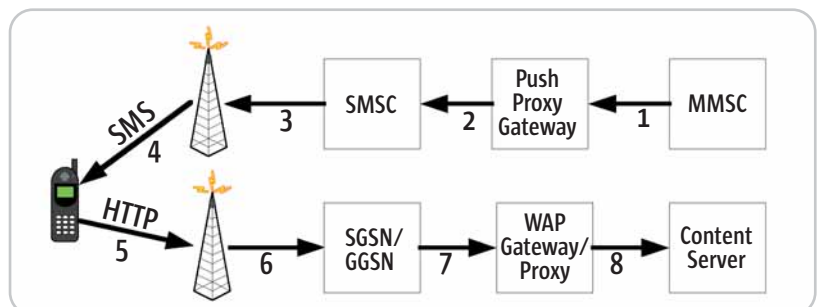 SMS
4
3
SMSC
2
Push
Proxy
Gateway
1
MMSC
HTTP
5
6
SGSN/
GGSN
7
WAP
Gateway/
Proxy
8
Content
Server